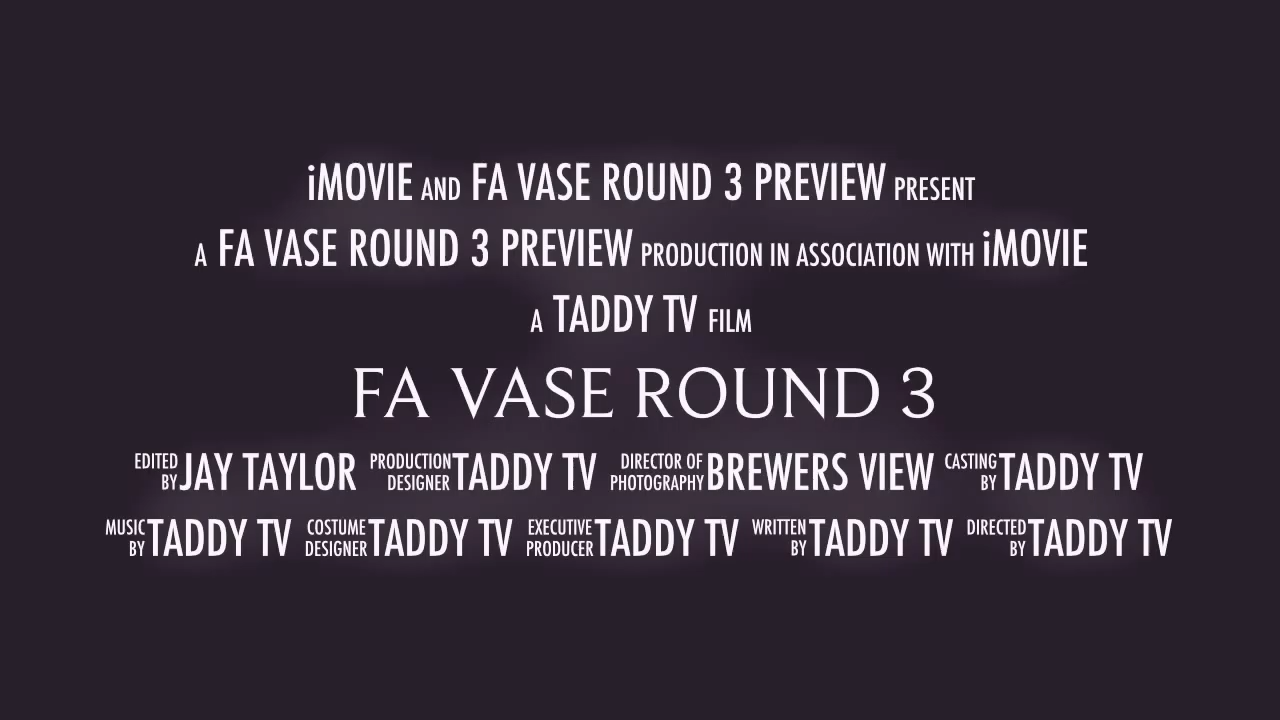 iMOVIE AND FA VASE ROUND 3 PREVIEW PRESENT
A FA VASE ROUND 3 PREVIEW PRODUCTION IN ASSOCIATION WITH iMOVIE
A TADDY TV FILM
FA VASE ROUND 3
EDITED BY JAY TAYLOR PRODUCTION DESIGNER TADDY TV DIRECTOR OF PHOTOGRAPHY BREWERS VIEW CASTING BY TADDY TV
MUSIC BY TADDY TV COSTUME DESIGNER TADDY TV EXECUTIVE PRODUCER TADDY TV WRITTEN BY TADDY TV DIRECTED BY TADDY TV